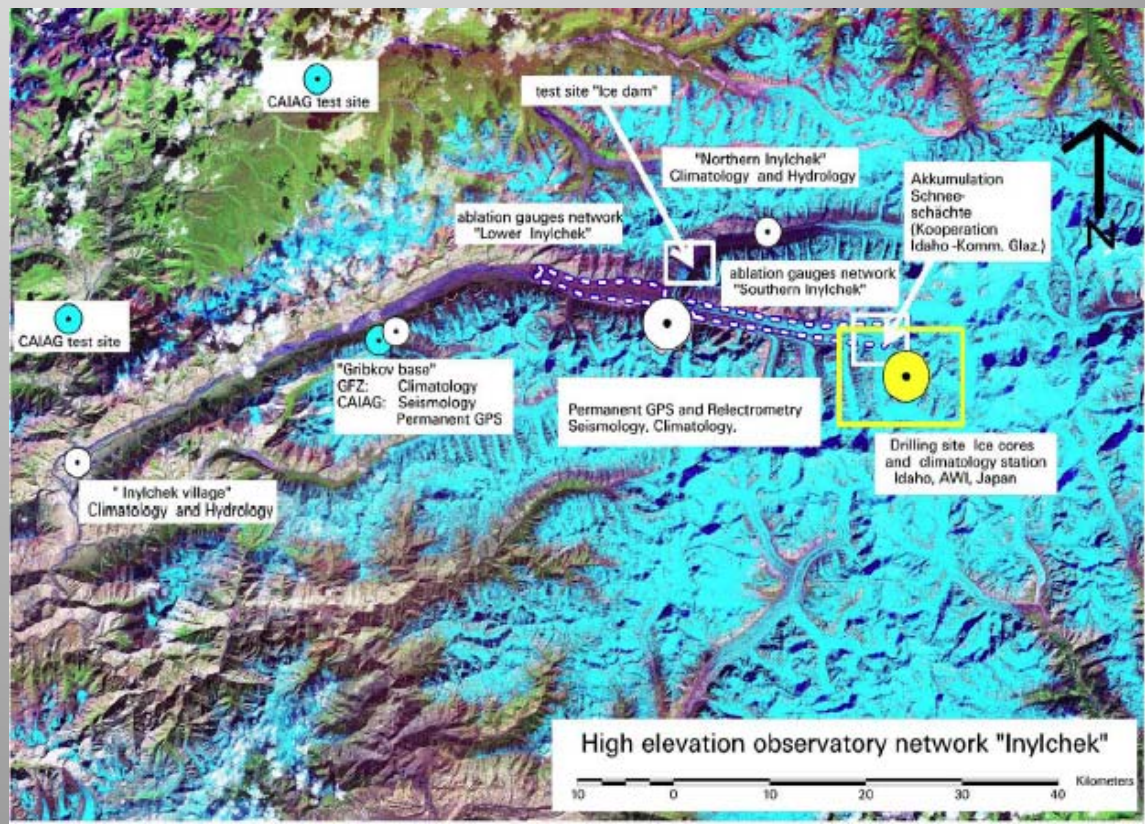 CAIAG test site
test site "Ice dam"
"Northern Inylchek"
Climatology and Hydrology
Akkumulation
Schnee-
schächte
(Kooperation
Idaho -Komm. Glaz.)
N
ablation gauges network
"Lower Inylchek"
ablation gauges network
"Southern Inylchek"
CAIAG test site
"Gribkov base"
GFZ: Climatology
CAIAG: Seismology
Permanent GPS
Permanent GPS and Relectrometry
Seismology. Climatology.
Drilling site Ice cores
and climatology station
Idaho, AWI, Japan
" Inylchek village"
Climatology and Hydrology
High elevation observatory network "Inylchek"
Kilometers
10 0 10 20 30 40